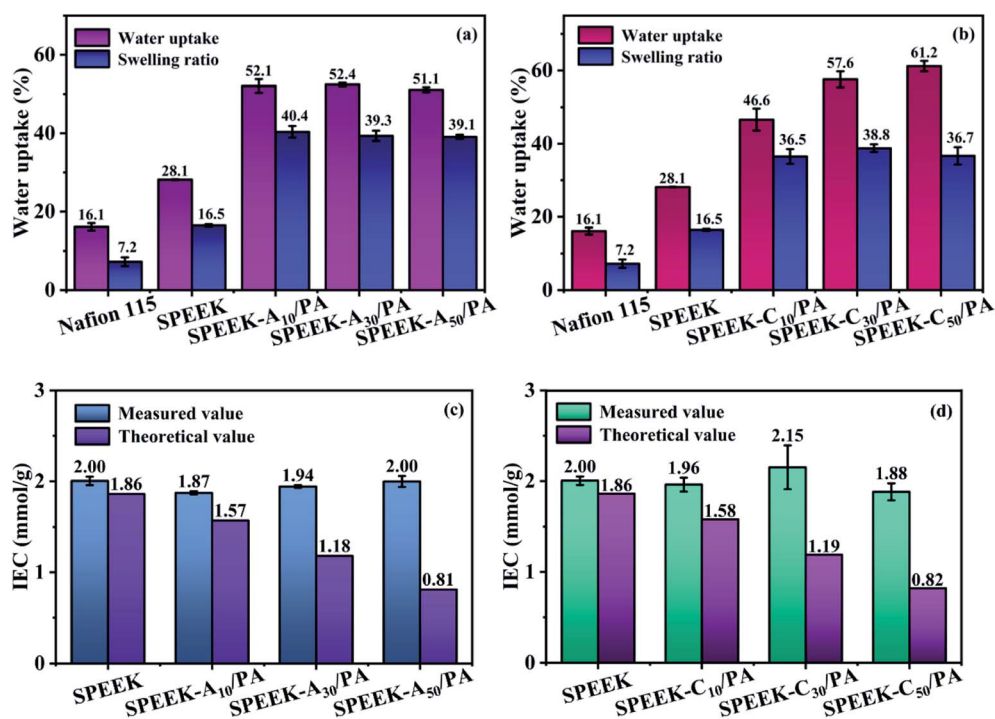 (a)
Water uptake
Swelling ratio
Water uptake (%)
60
40
20
0
16.1
7.2
28.1
16.5
52.1
40.4
52.4
39.3
51.1
39.1
Nafion 115
SPEEK
SPEEK-A10/PA
SPEEK-A30/PA
SPEEK-A50/PA
(b)
Water uptake
Swelling ratio
Water uptake (%)
60
40
20
0
16.1
7.2
28.1
16.5
46.6
36.5
57.6
38.8
61.2
36.7
Nafion 115
SPEEK
SPEEK-C10/PA
SPEEK-C30/PA
SPEEK-C50/PA
(c)
Measured value
Theoretical value
IEC (mmol/g)
3
2
1
0
2.00
1.86
1.87
1.57
1.94
1.18
2.00
0.81
SPEEK
SPEEK-A10/PA
SPEEK-A30/PA
SPEEK-A50/PA
(d)
Measured value
Theoretical value
IEC (mmol/g)
3
2
1
0
2.00
1.86
1.96
1.58
2.15
1.19
1.88
0.82
SPEEK
SPEEK-C10/PA
SPEEK-C30/PA
SPEEK-C50/PA